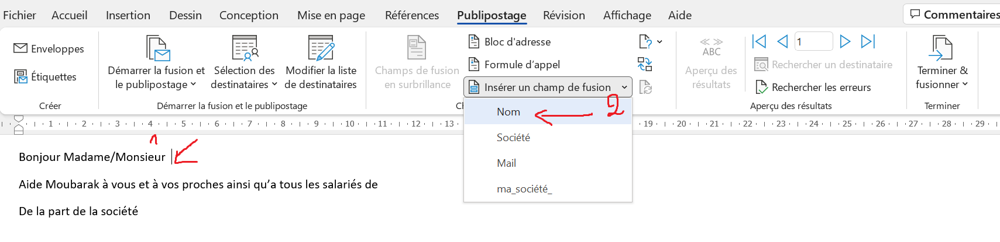 Fichier Accueil Insertion Dessin Conception Mise en page Références Publipostage Révision Affichage Aide Commentaires
Enveloppes
Étiquettes
Créer
Démarrer la fusion et
le publipostage
Sélection des
destinataires
Modifier la liste
de destinataires
Démarrer la fusion et le publipostage
Champs de fusion
en surbrillance
Bloc d'adresse
Formule d'appel
Insérer un champ de fusion
Ch
Nom
2
Société
Mail
ma_société_
ABC
Aperçu des
résultats
1
Rechercher un destinataire
Rechercher les erreurs
Aperçu des résultats
Terminer &
fusionner
Terminer
1 2 3 4 5 6 7 8 9 10 11 12 13 19 20 21 22 23 24 25 26 27 28 29
1
Bonjour Madame/Monsieur
Aide Moubarak à vous et à vos proches ainsi qu'a tous les salariés de
De la part de la société